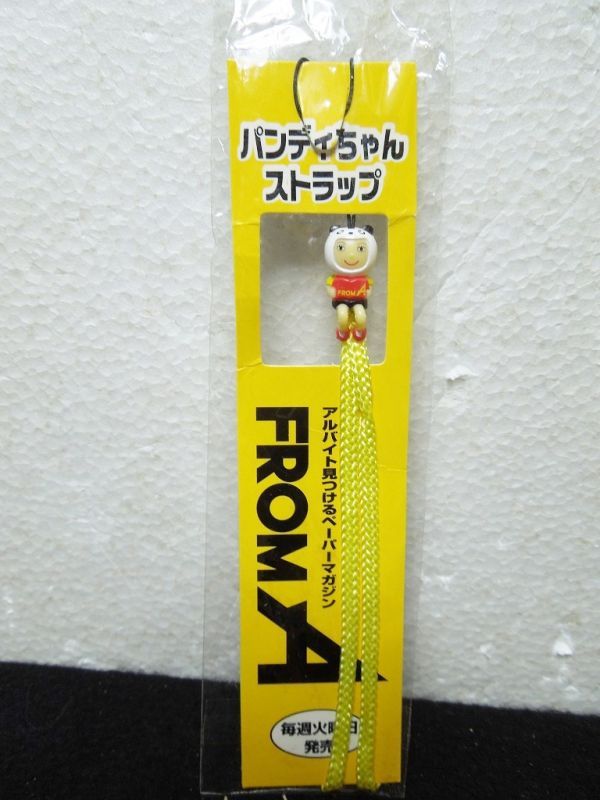 パンディちゃん
ストラップ
FROM A
アルバイト見つけるペーパーマガジン
FROM A
毎週火曜日
発売